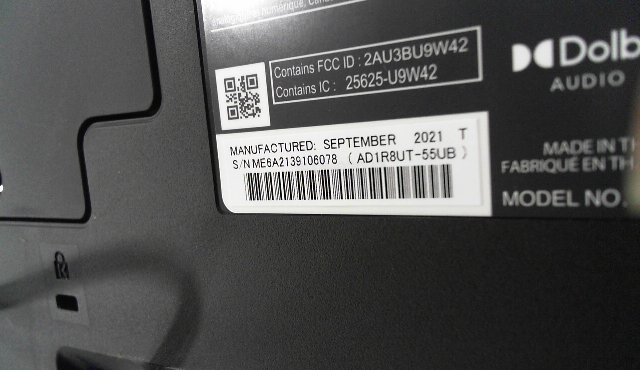 Contains FCC ID : 2AU3BU9W42
Contains IC : 25625-U9W42
Dolb
AUDIO
MANUFACTURED: SEPTEMBER 2021 T
S/N ME6A2139106078 ( AD1R8UT-55UB )
MADE IN TH
FABRIQUÉ EN TH
MODEL NO.